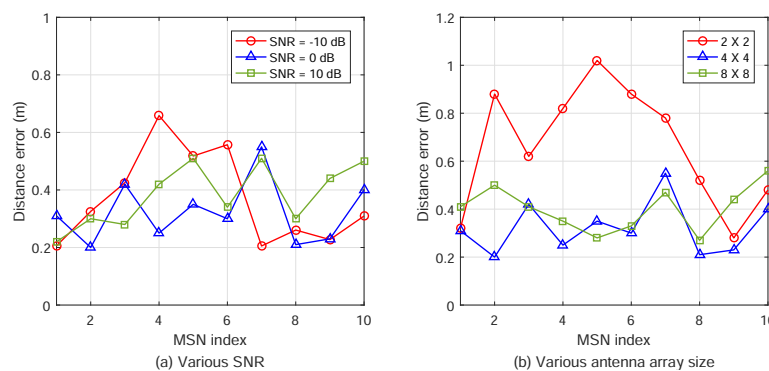 1
0.8
0.6
0.4
0.2
0
Distance error (m)
SNR = -10 dB
SNR = 0 dB
SNR = 10 dB
2
4
6
8
10
MSN index
(a) Various SNR
1.2
1
0.8
0.6
0.4
0.2
0
Distance error (m)
2 X 2
4 X 4
8 X 8
2
4
6
8
10
MSN index
(b) Various antenna array size